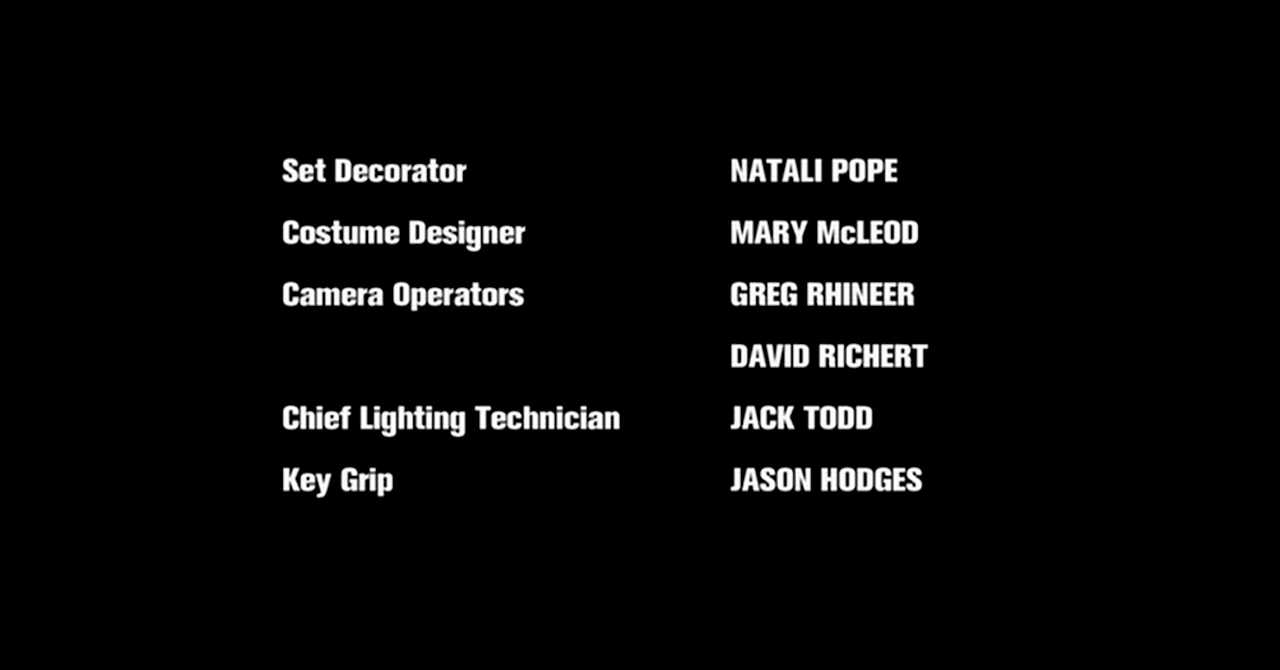 Set Decorator NATALI POPE
Costume Designer MARY McLEOD
Camera Operators GREG RHINEER
DAVID RICHERT
Chief Lighting Technician JACK TODD
Key Grip JASON HODGES